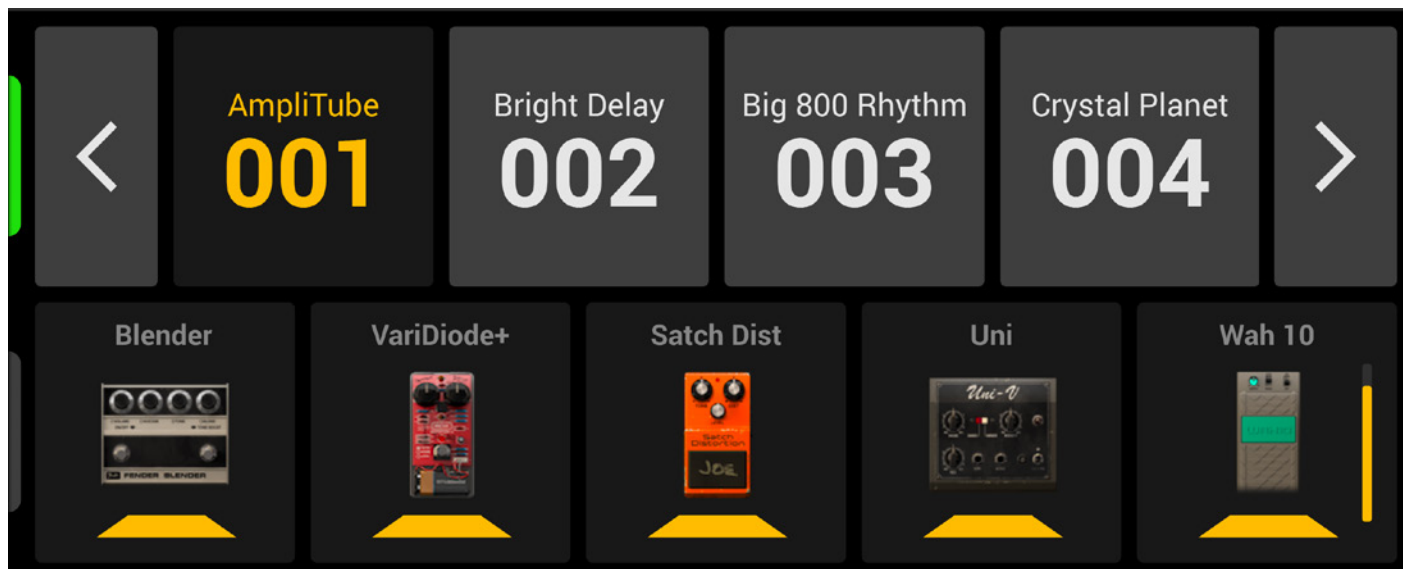 AmpliTube
001
Bright Delay
002
Big 800 Rhythm
003
Crystal Planet
004
Blender
VariDiode+
Satch Dist
Uni
Wah 10
FENDER BLENDER
Satch
Distortion
JOE
Uni-V